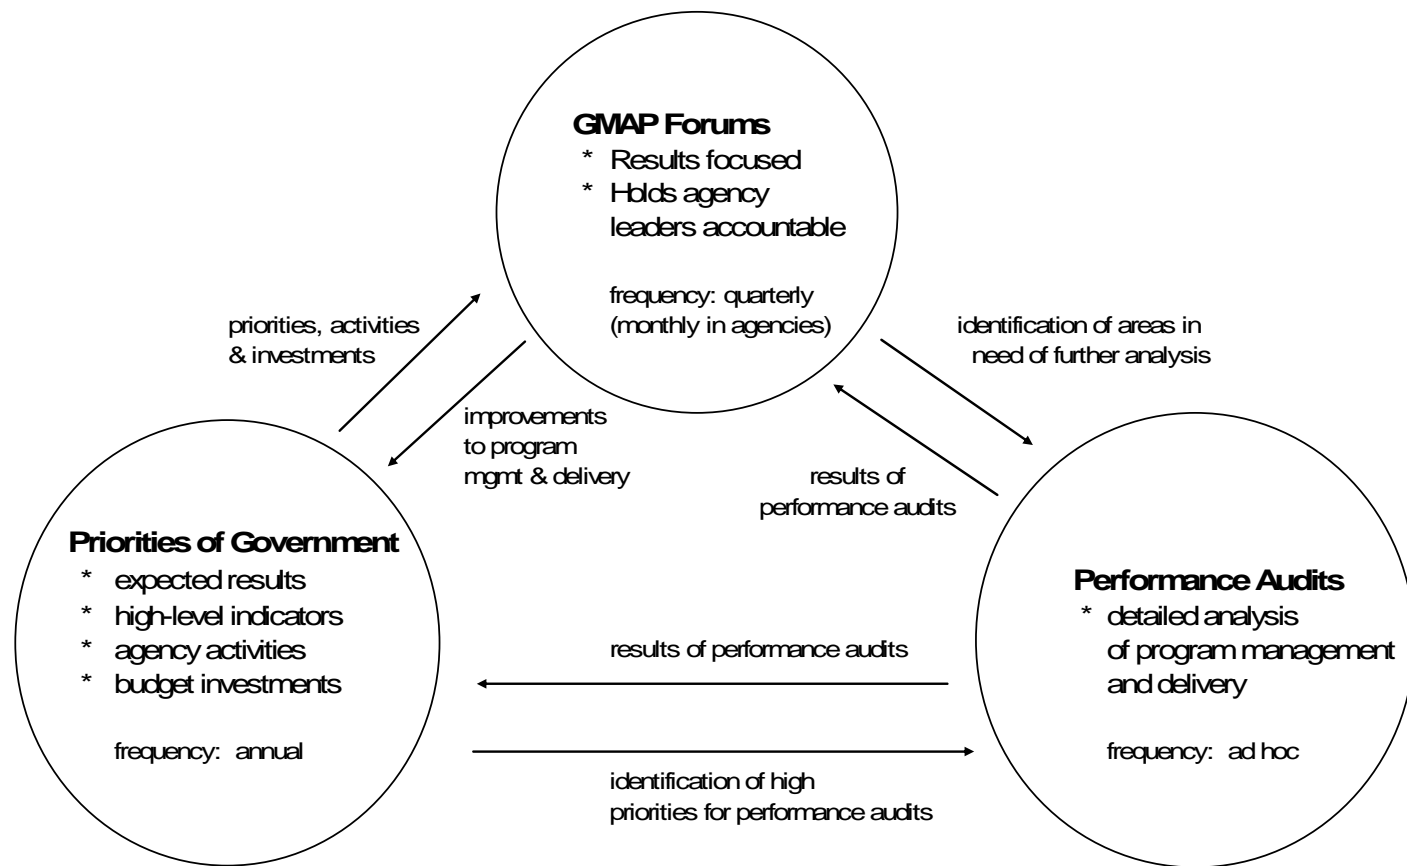 GMAP Forums
* Results focused
* Holds agency
leaders accountable
frequency: quarterly
(monthly in agencies)
priorities, activities
& investments
identification of areas in
need of further analysis
improvements
to program
mgmt & delivery
results of
performance audits
Priorities of Government
* expected results
* high-level indicators
* agency activities
* budget investments
frequency: annual
Performance Audits
* detailed analysis
of program management
and delivery
frequency: ad hoc
results of performance audits
identification of high
priorities for performance audits